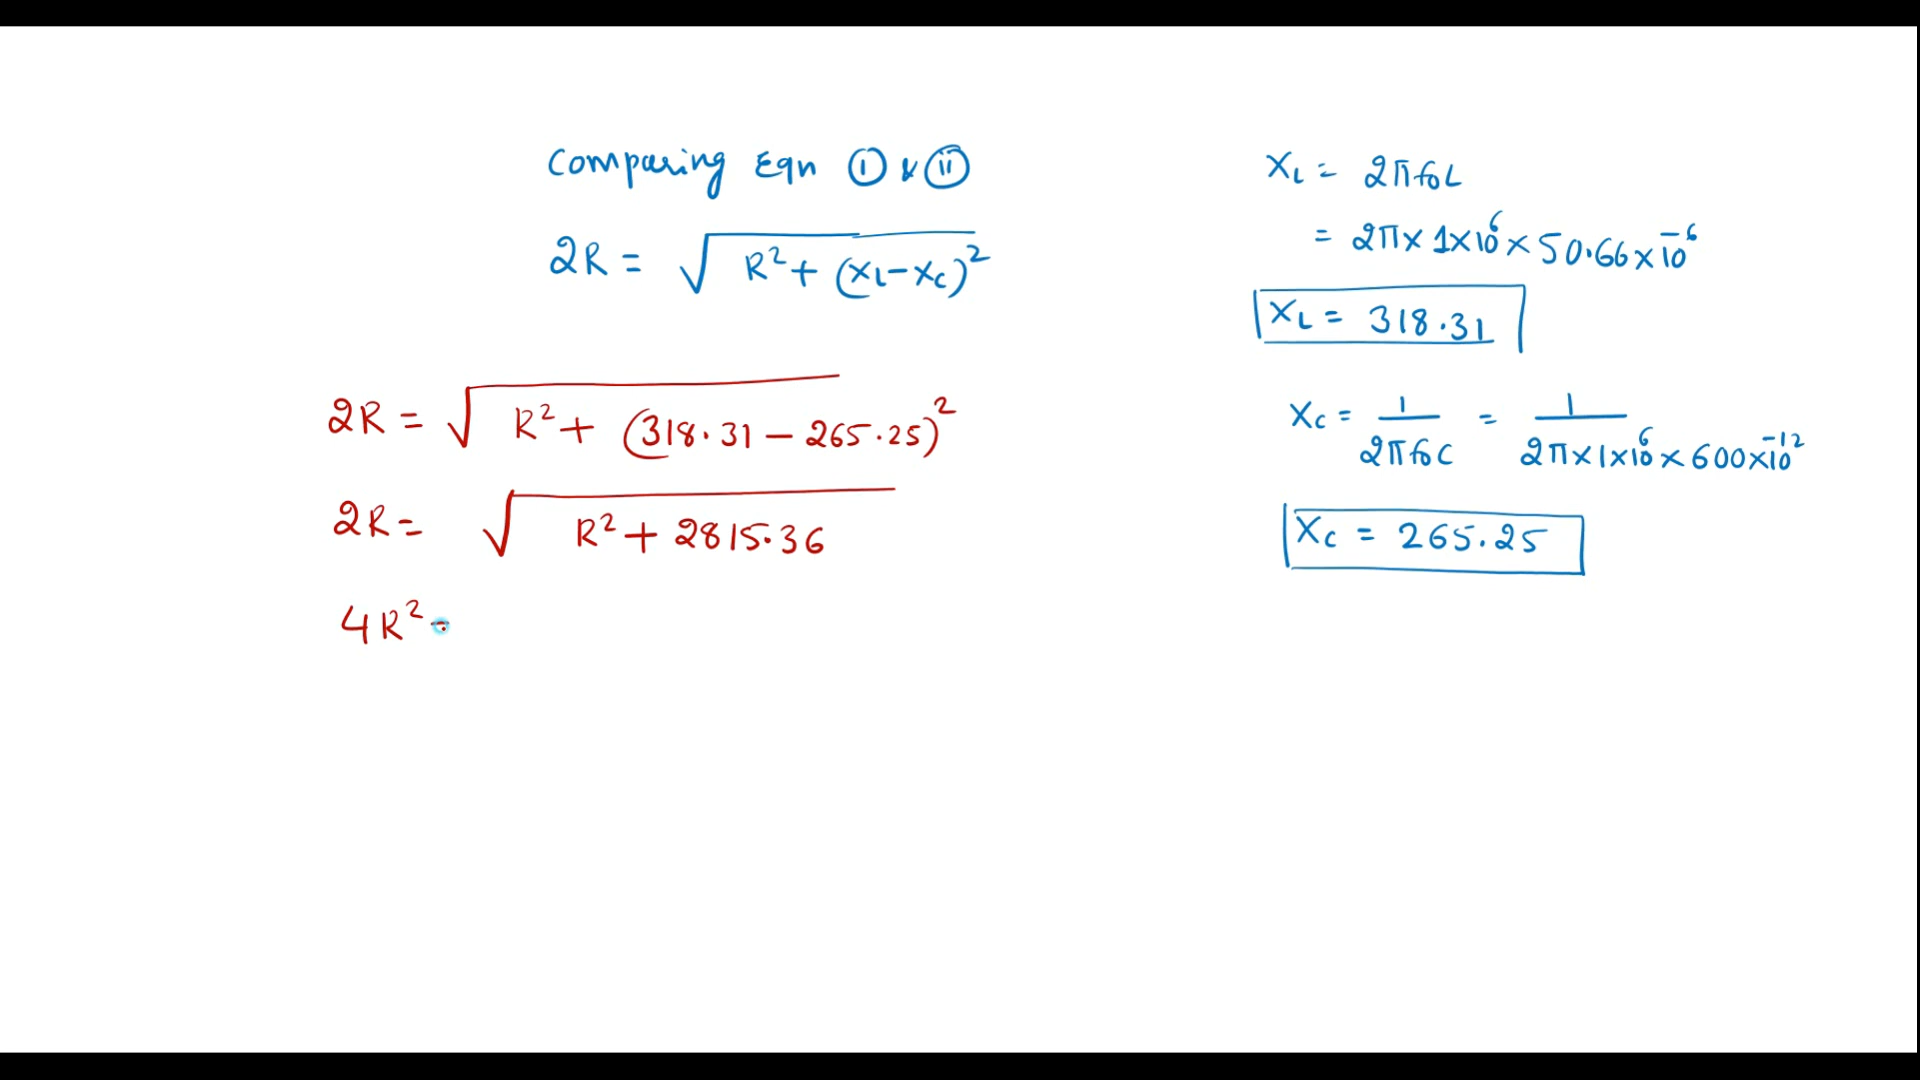 Comparing Eqn (I) & (II)
2R = √R² + (XL-XC)²
2R = √R² + (318.31 - 265.25)²
2R = √R² + 2815.36
4R² =
XL = 2πf₀L
= 2π × 1×10⁶ × 50.66×10⁻⁶
XL = 318.31
XC = 1/2πf₀C = 1/2π×1×10⁶×600×10⁻¹²
XC = 265.25